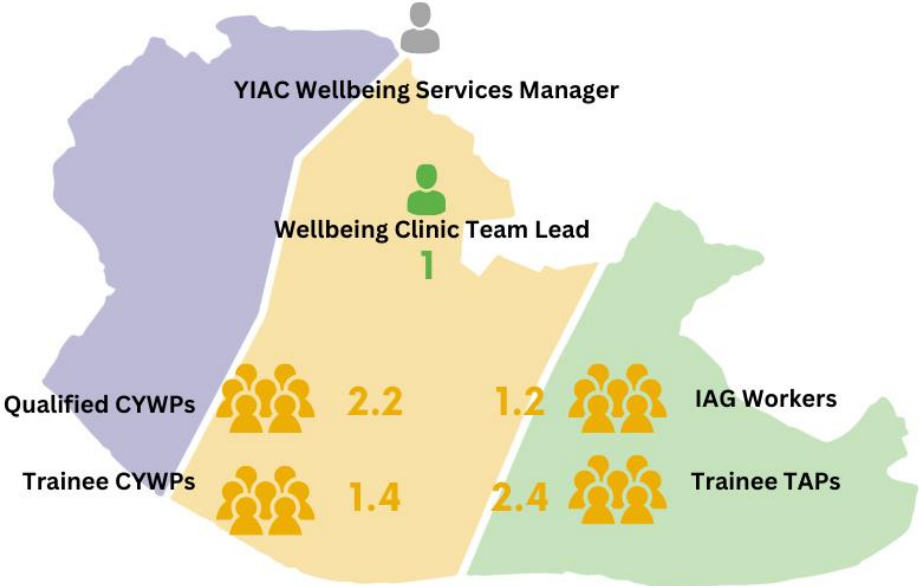 YIAC Wellbeing Services Manager
Wellbeing Clinic Team Lead
1
Qualified CYWPs 2.2 1.2 IAG Workers
Trainee CYWPs 1.4 2.4 Trainee TAPs